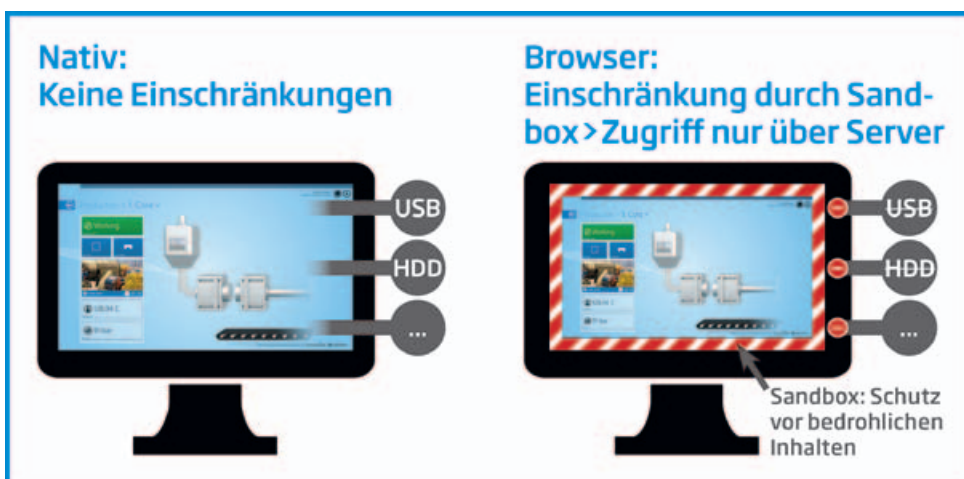 Nativ:
Keine Einschränkungen
USB
HDD
...
Working
Browser:
Einschränkung durch Sand-
box > Zugriff nur über Server
USB
HDD
...
Sandbox: Schutz
vor bedrohlichen
Inhalten